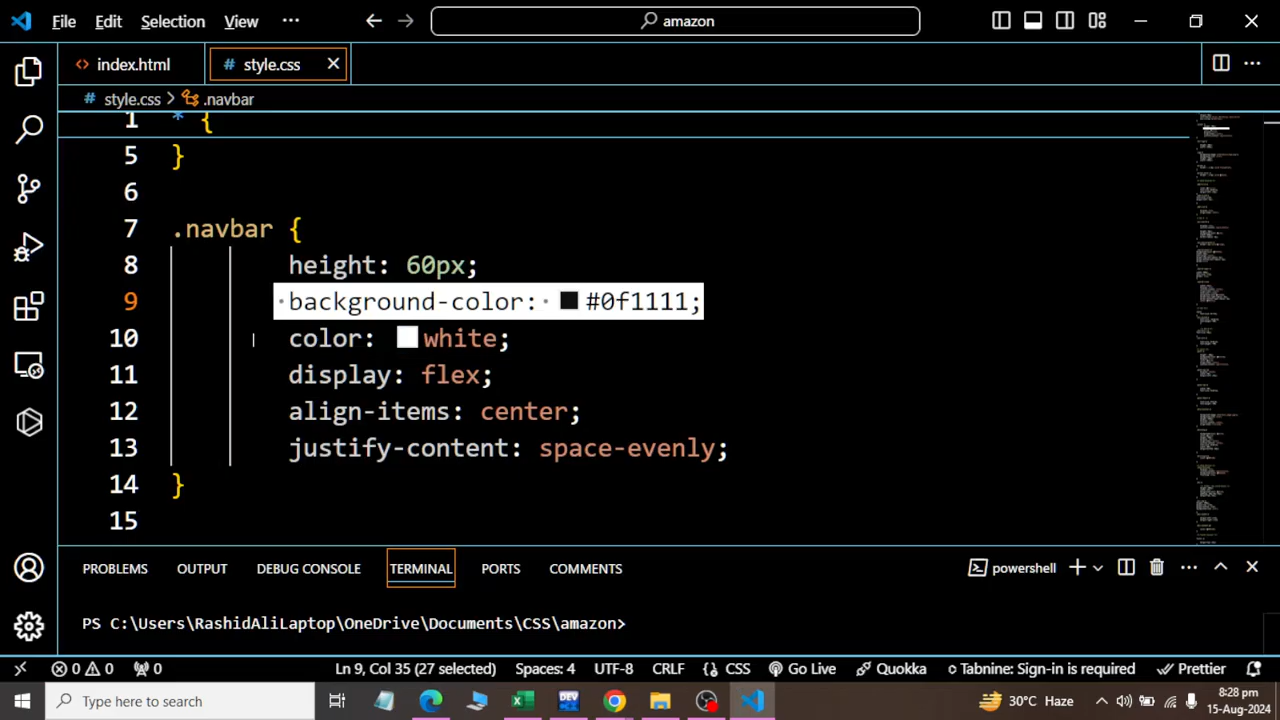 File Edit Selection View ··· amazon
index.html # style.css
# style.css > .navbar
1 * {
5 }
6
7 .navbar {
8 height: 60px;
9 background-color: #0f1111;
10 color: white;
11 display: flex;
12 align-items: center;
13 justify-content: space-evenly;
14 }
15
PROBLEMS OUTPUT DEBUG CONSOLE TERMINAL PORTS COMMENTS powershell
PS C:\Users\RashidAliLaptop\OneDrive\Documents\CSS\amazon>
0 0 0 Ln 9, Col 35 (27 selected) Spaces: 4 UTF-8 CRLF {} CSS Go Live Quokka Tabnine: Sign-in is required Prettier
Type here to search DEV 30°C Haze 8:28 pm
15-Aug-2024